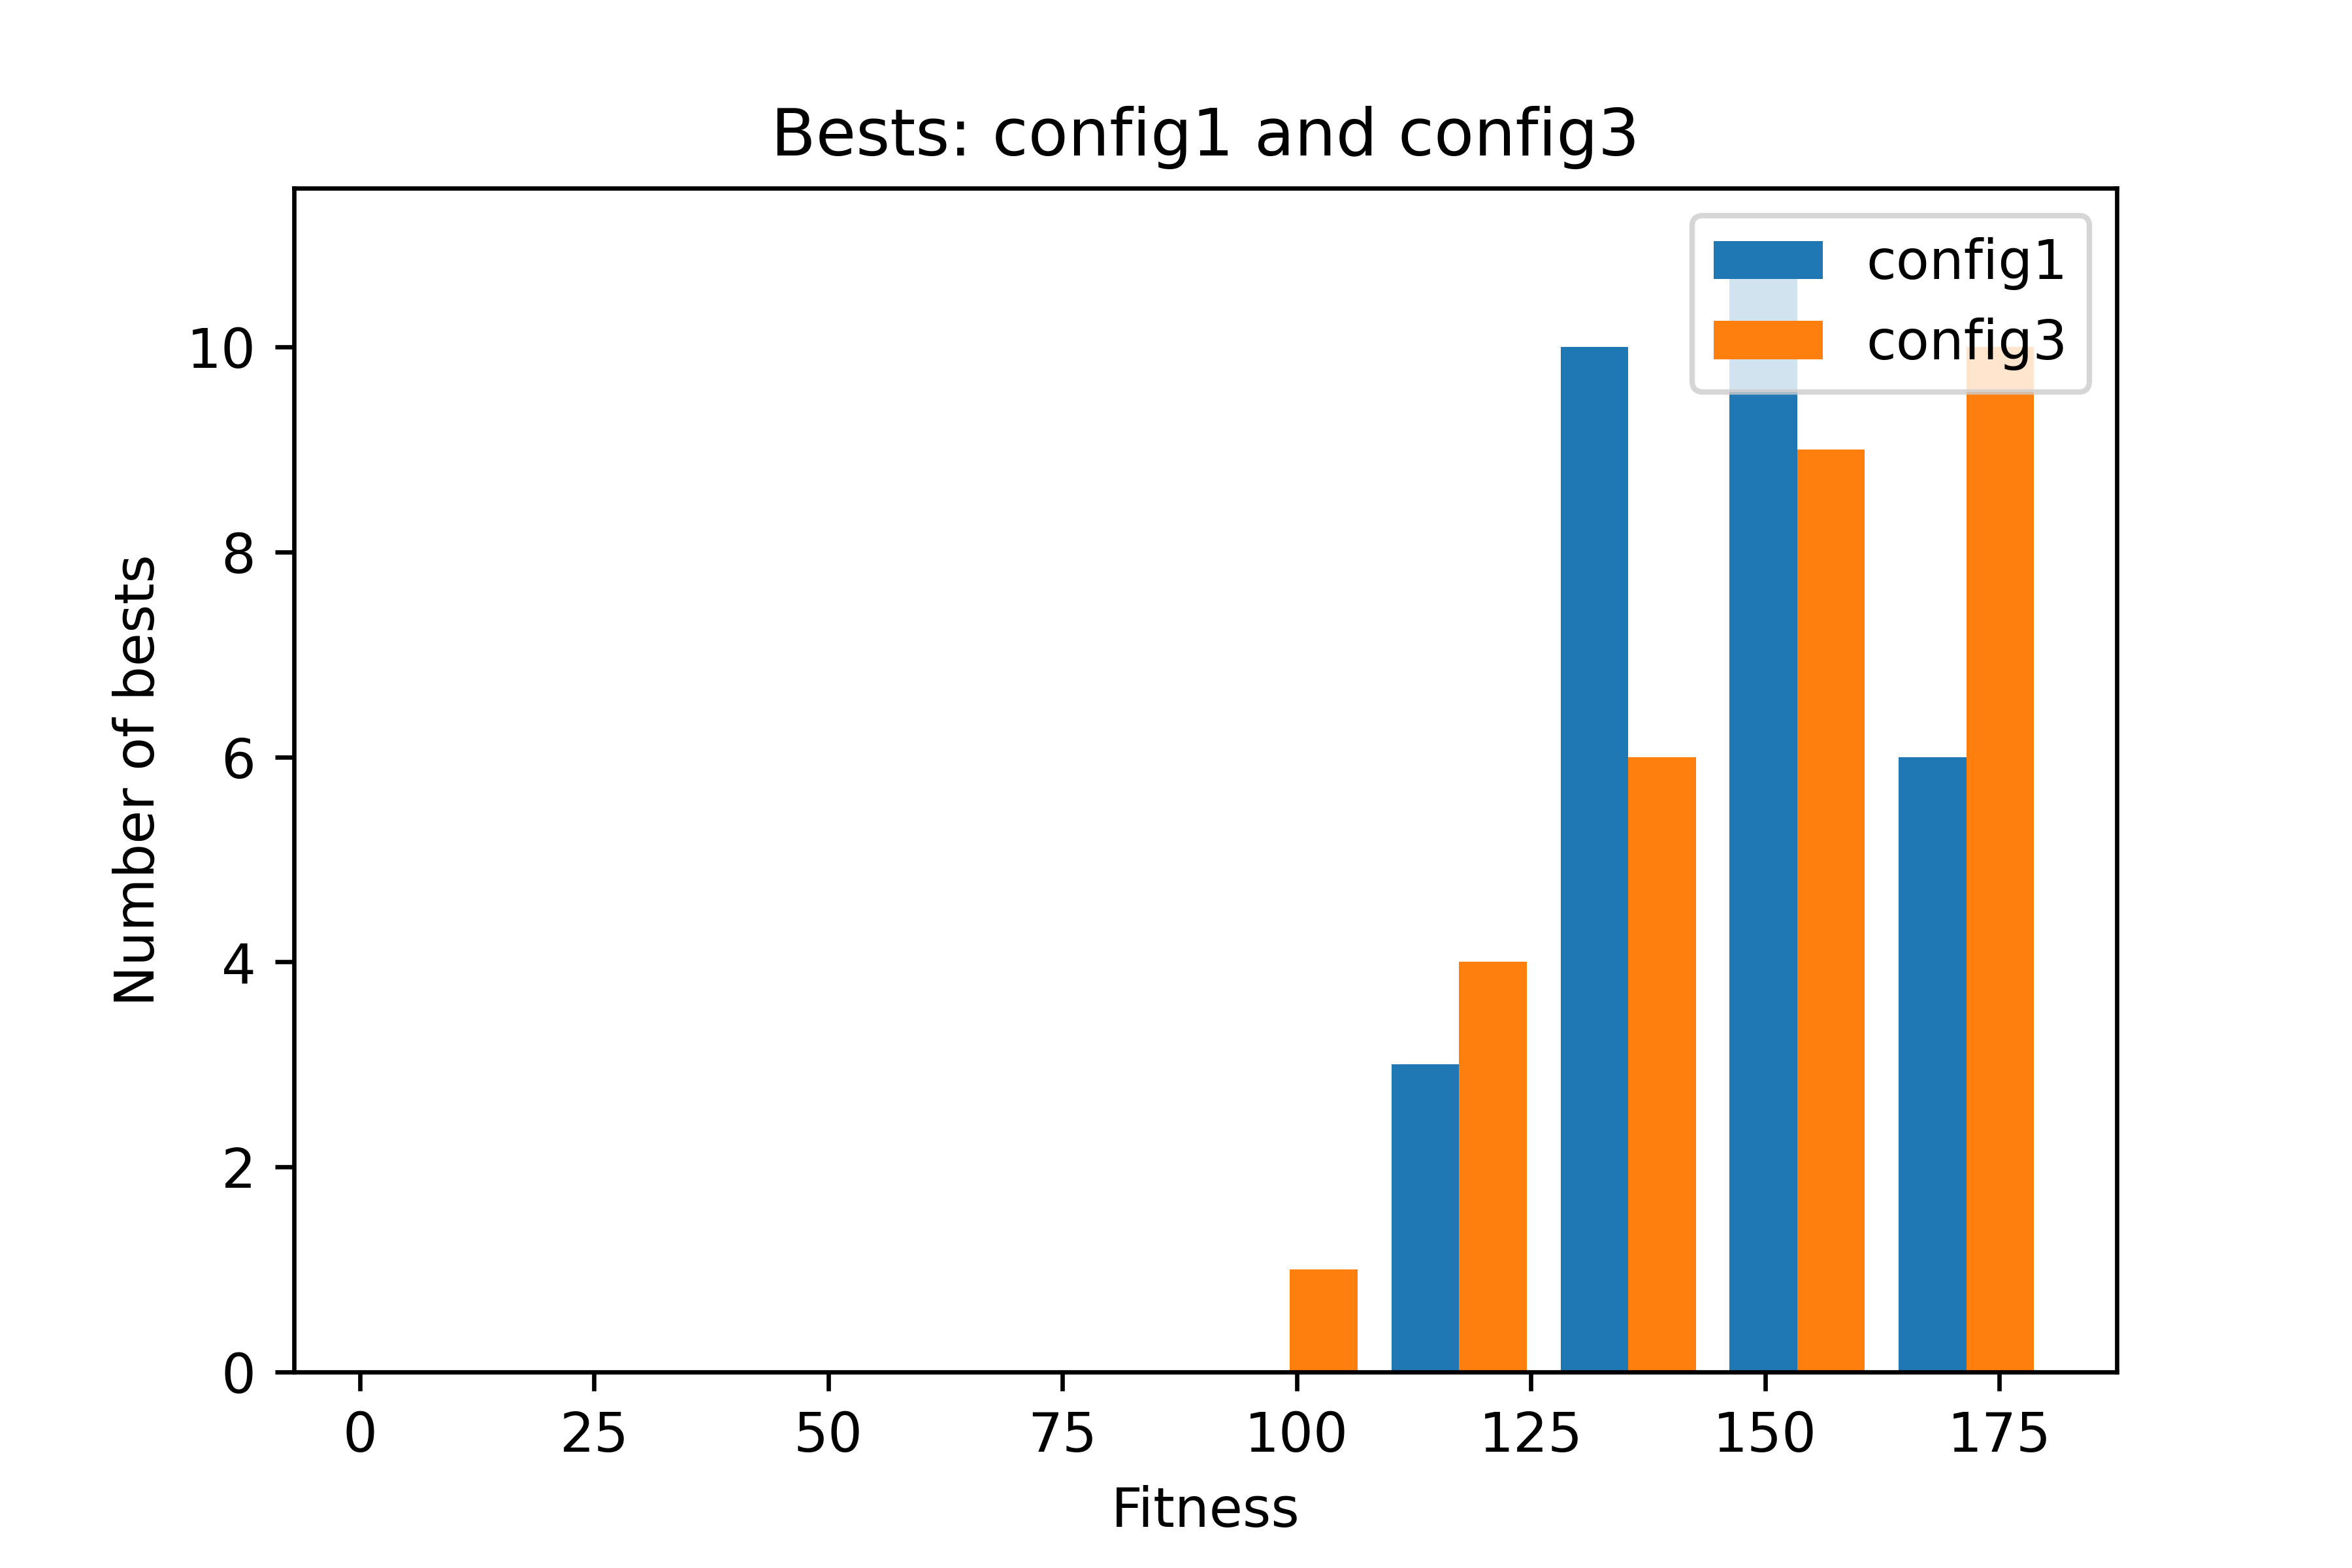 Bests: config1 and config3
config1
config3
Number of bests
10
8
6
4
2
0
0 25 50 75 100 125 150 175
Fitness